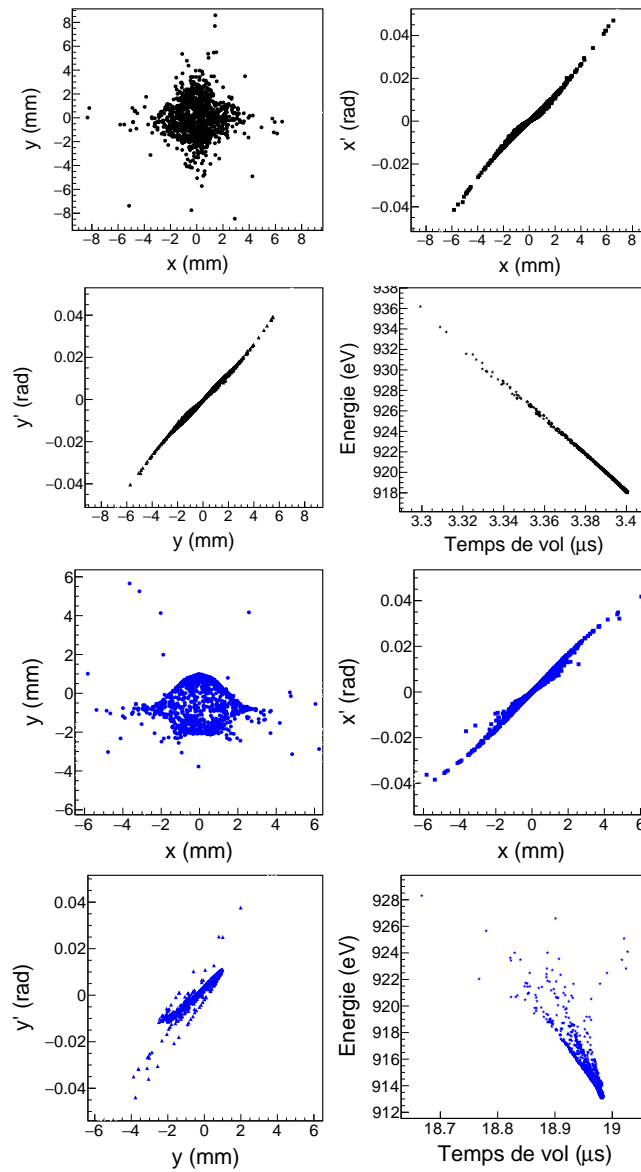 8
6
4
2
0
−2
−4
−6
−8
y (mm)
−8 −6 −4 −2 0 2 4 6 8
x (mm)
0.04
0.02
0
−0.02
−0.04
x' (rad)
−8 −6 −4 −2 0 2 4 6 8
x (mm)
0.04
0.02
0
−0.02
−0.04
y' (rad)
−8 −6 −4 −2 0 2 4 6 8
y (mm)
938
936
934
932
930
928
926
924
922
920
918
Energie (eV)
3.3 3.32 3.34 3.36 3.38 3.4
Temps de vol (μs)
6
4
2
0
−2
−4
−6
y (mm)
−6 −4 −2 0 2 4 6
x (mm)
0.04
0.02
0
−0.02
−0.04
x' (rad)
−6 −4 −2 0 2 4 6
x (mm)
0.04
0.02
0
−0.02
−0.04
y' (rad)
−6 −4 −2 0 2 4 6
y (mm)
928
926
924
922
920
918
916
914
912
Energie (eV)
18.7 18.8 18.9 19
Temps de vol (μs)